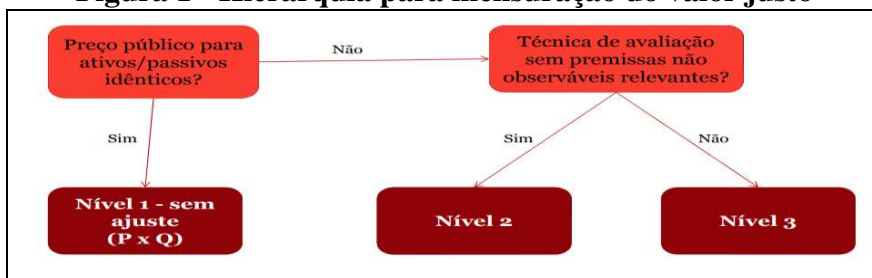 Figura 1 - Hierarquia para mensuração do valor justo
Preço público para
ativos/passivos
idênticos?
Não
Técnica de avaliação
sem premissas não
observáveis relevantes?
Sim
Sim
Não
Nível 1 - sem
ajuste
(P x Q)
Nível 2
Nível 3